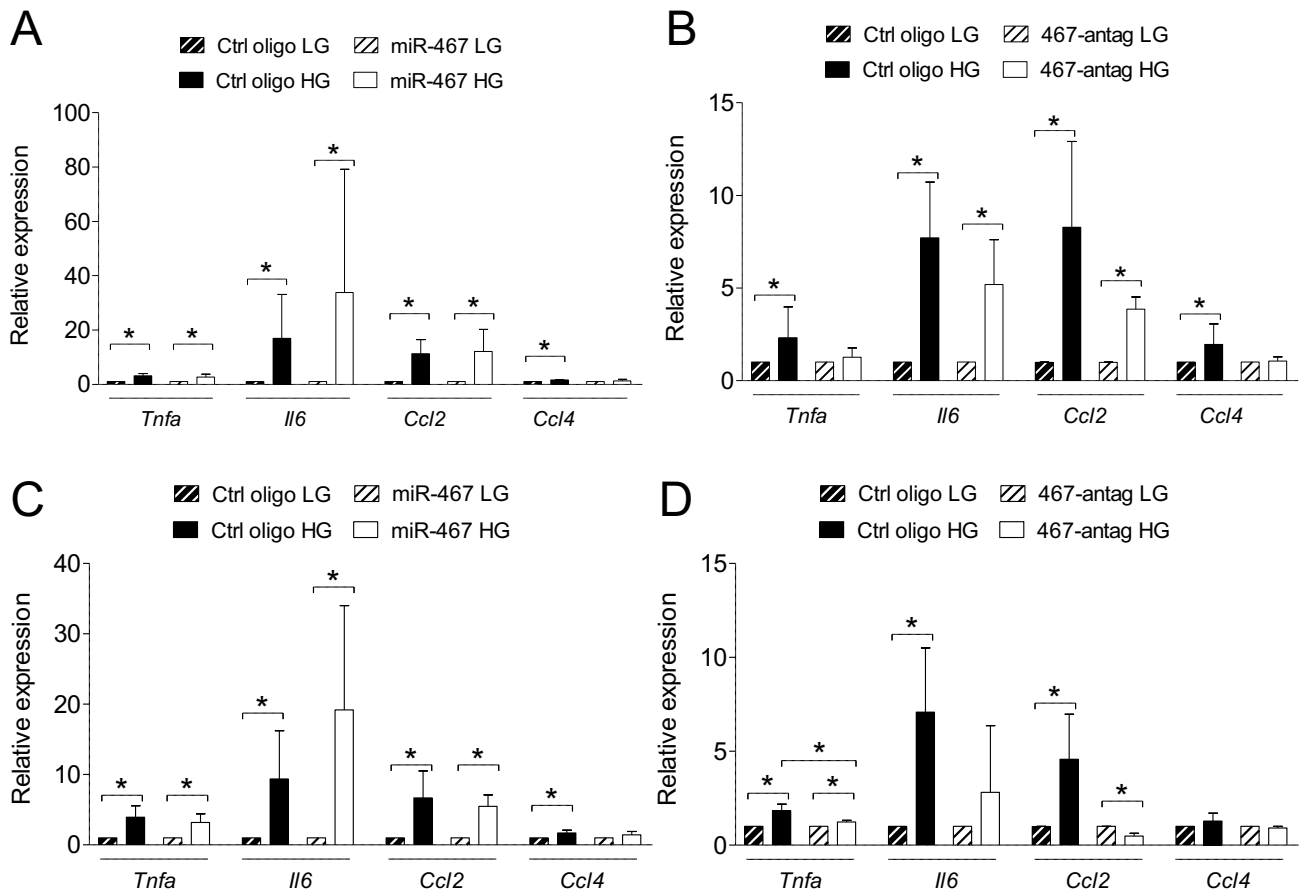 A
Ctrl oligo LG miR-467 LG
Ctrl oligo HG miR-467 HG
Relative expression
100
80
60
40
20
0
* * * * * * *
Tnfa Il6 Ccl2 Ccl4
B
Ctrl oligo LG 467-antag LG
Ctrl oligo HG 467-antag HG
Relative expression
15
10
5
0
* * * * * *
Tnfa Il6 Ccl2 Ccl4
C
Ctrl oligo LG miR-467 LG
Ctrl oligo HG miR-467 HG
Relative expression
40
30
20
10
0
* * * * * * *
Tnfa Il6 Ccl2 Ccl4
D
Ctrl oligo LG 467-antag LG
Ctrl oligo HG 467-antag HG
Relative expression
15
10
5
0
* * * * * *
Tnfa Il6 Ccl2 Ccl4